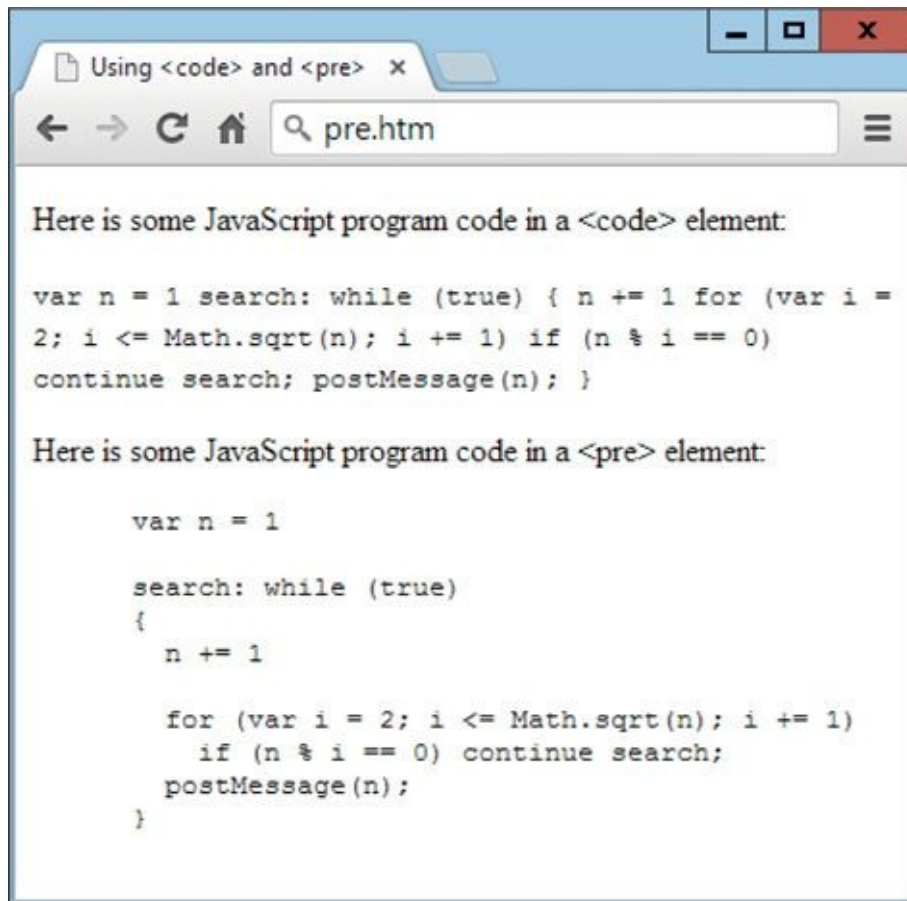 Using <code> and <pre>
pre.htm
Here is some JavaScript program code in a <code> element:
var n = 1 search: while (true) { n += 1 for (var i =
2; i <= Math.sqrt(n); i += 1) if (n % i == 0)
continue search; postMessage(n); }
Here is some JavaScript program code in a <pre> element:
var n = 1
search: while (true)
{
n += 1
for (var i = 2; i <= Math.sqrt(n); i += 1)
if (n % i == 0) continue search;
postMessage(n);
}